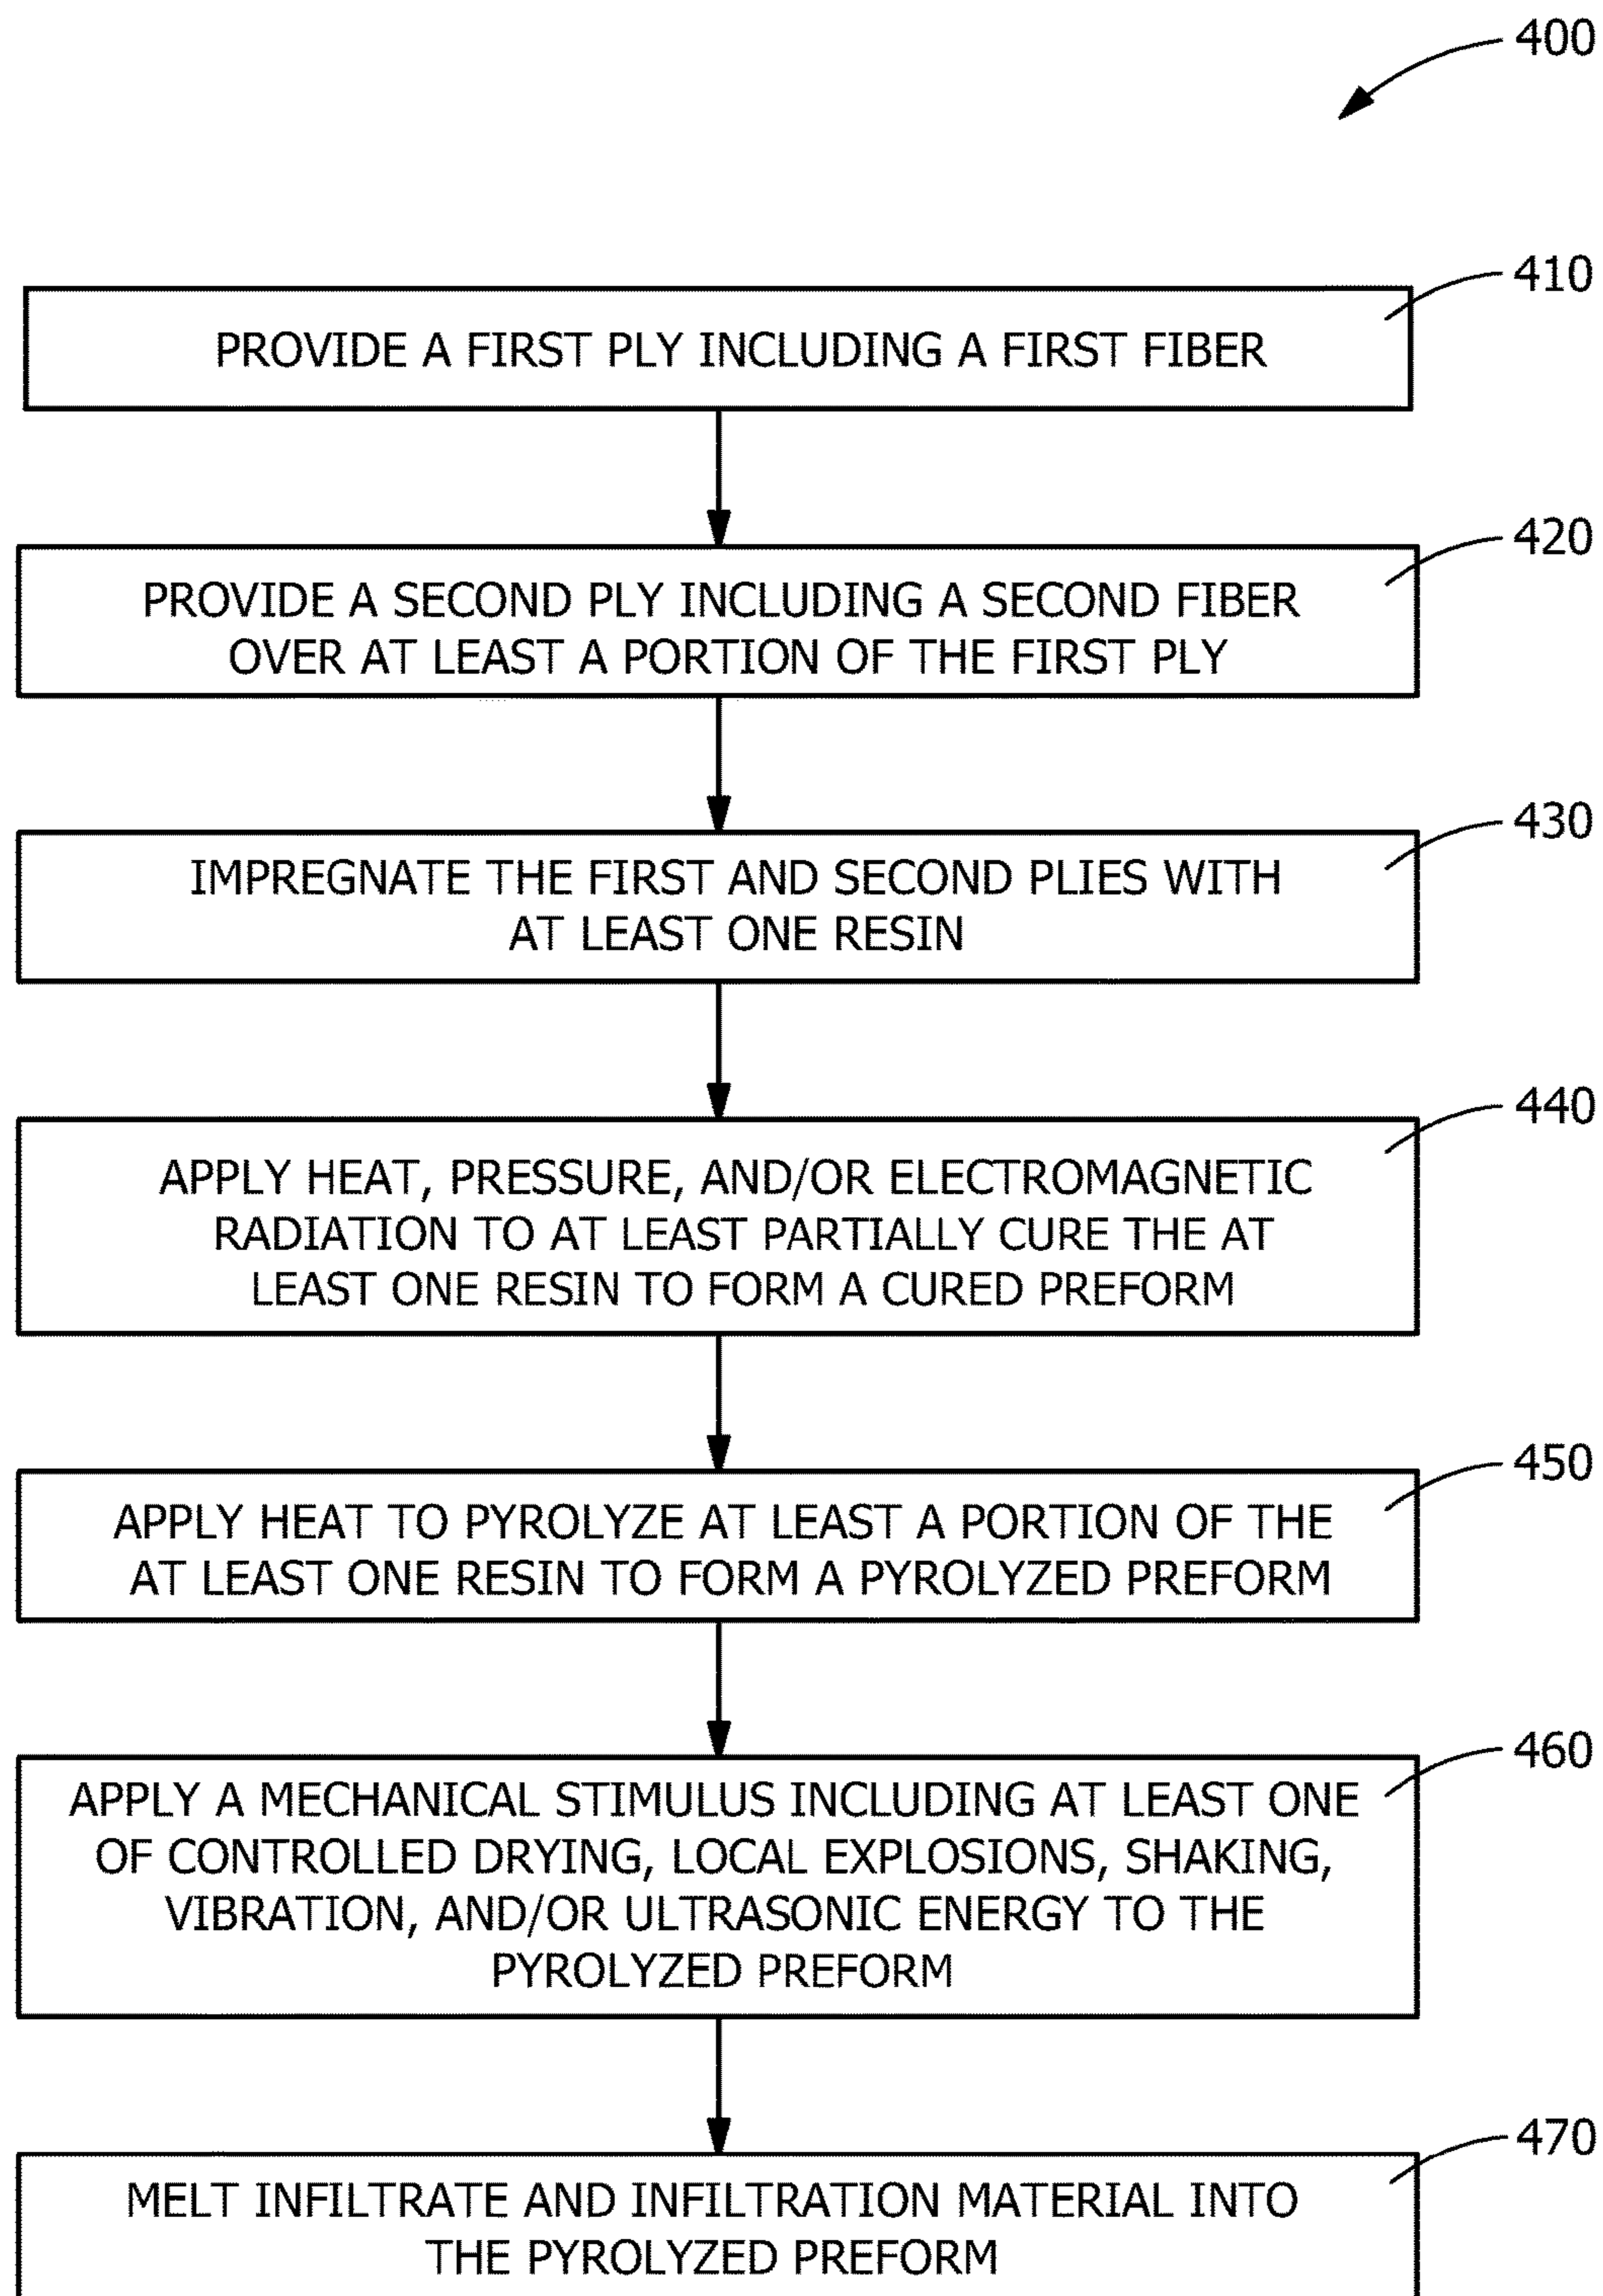 400
410
PROVIDE A FIRST PLY INCLUDING A FIRST FIBER
420
PROVIDE A SECOND PLY INCLUDING A SECOND FIBER
OVER AT LEAST A PORTION OF THE FIRST PLY
430
IMPREGNATE THE FIRST AND SECOND PLIES WITH
AT LEAST ONE RESIN
440
APPLY HEAT, PRESSURE, AND/OR ELECTROMAGNETIC
RADIATION TO AT LEAST PARTIALLY CURE THE AT
LEAST ONE RESIN TO FORM A CURED PREFORM
450
APPLY HEAT TO PYROLYZE AT LEAST A PORTION OF THE
AT LEAST ONE RESIN TO FORM A PYROLYZED PREFORM
460
APPLY A MECHANICAL STIMULUS INCLUDING AT LEAST ONE
OF CONTROLLED DRYING, LOCAL EXPLOSIONS, SHAKING,
VIBRATION, AND/OR ULTRASONIC ENERGY TO THE
PYROLYZED PREFORM
470
MELT INFILTRATE AND INFILTRATION MATERIAL INTO
THE PYROLYZED PREFORM